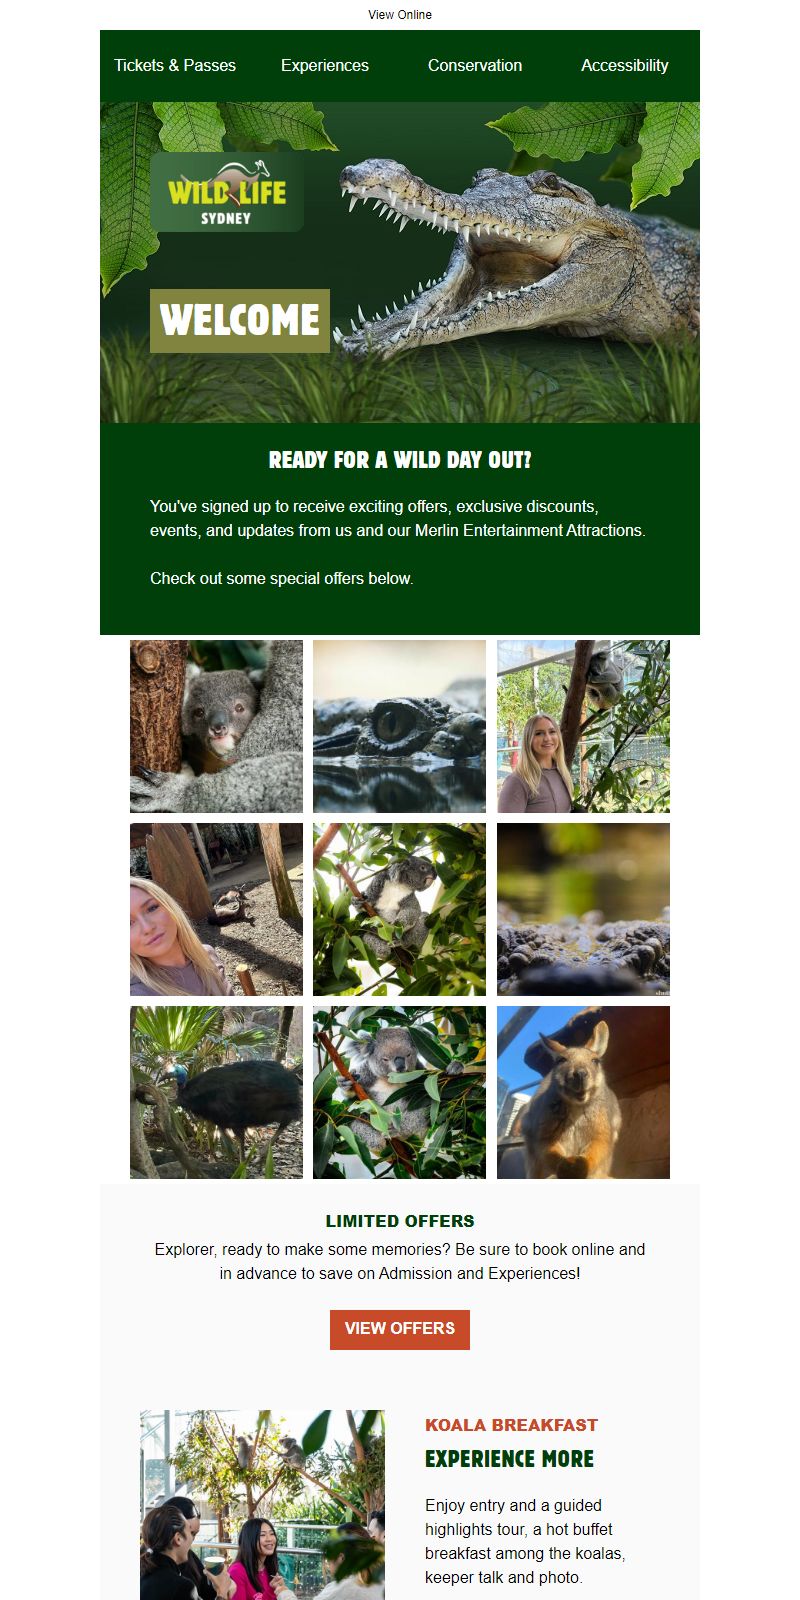 View Online
Tickets & Passes
Experiences
Conservation
Accessibility
WILD LIFE
SYDNEY
WELCOME
READY FOR A WILD DAY OUT?
You've signed up to receive exciting offers, exclusive discounts,
events, and updates from us and our Merlin Entertainment Attractions.
Check out some special offers below.
LIMITED OFFERS
Explorer, ready to make some memories? Be sure to book online and
in advance to save on Admission and Experiences!
VIEW OFFERS
KOALA BREAKFAST
EXPERIENCE MORE
Enjoy entry and a guided
highlights tour, a hot buffet
breakfast among the koalas,
keeper talk and photo.